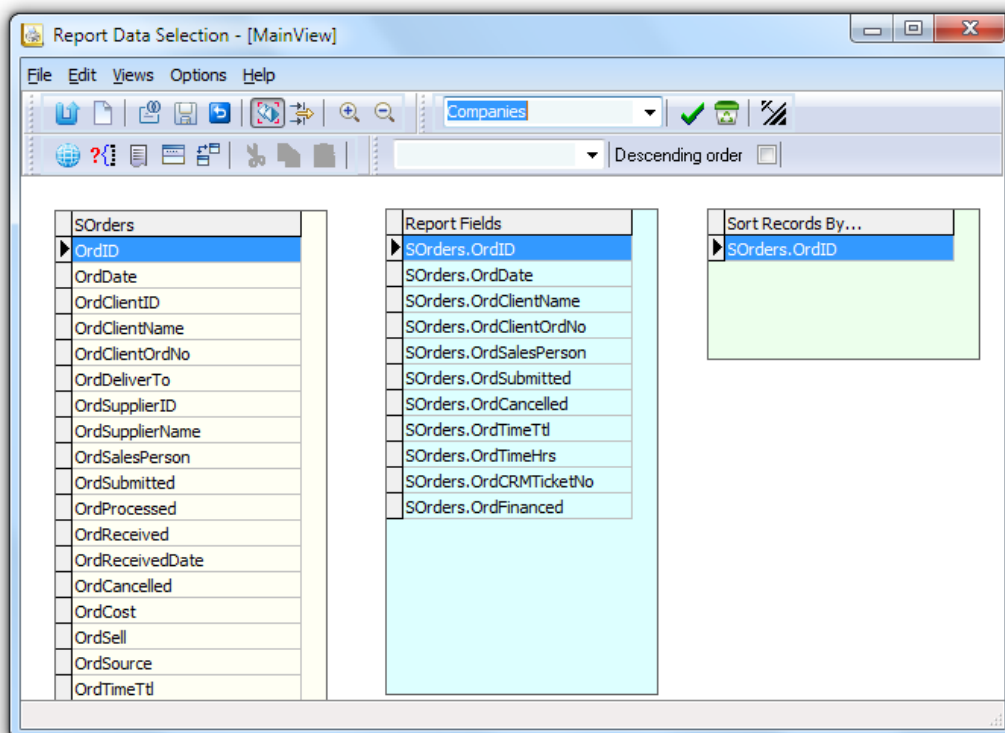 Report Data Selection - [MainView]
File Edit Views Options Help
Companies
?{}
Descending order
SOrders
OrdID
OrdDate
OrdClientID
OrdClientName
OrdClientOrdNo
OrdDeliverTo
OrdSupplierID
OrdSupplierName
OrdSalesPerson
OrdSubmitted
OrdProcessed
OrdReceived
OrdReceivedDate
OrdCancelled
OrdCost
OrdSell
OrdSource
OrdTimeTtl
Report Fields
SOrders.OrdID
SOrders.OrdDate
SOrders.OrdClientName
SOrders.OrdClientOrdNo
SOrders.OrdSalesPerson
SOrders.OrdSubmitted
SOrders.OrdCancelled
SOrders.OrdTimeTtl
SOrders.OrdTimeHrs
SOrders.OrdCRMTicketNo
SOrders.OrdFinanced
Sort Records By...
SOrders.OrdID